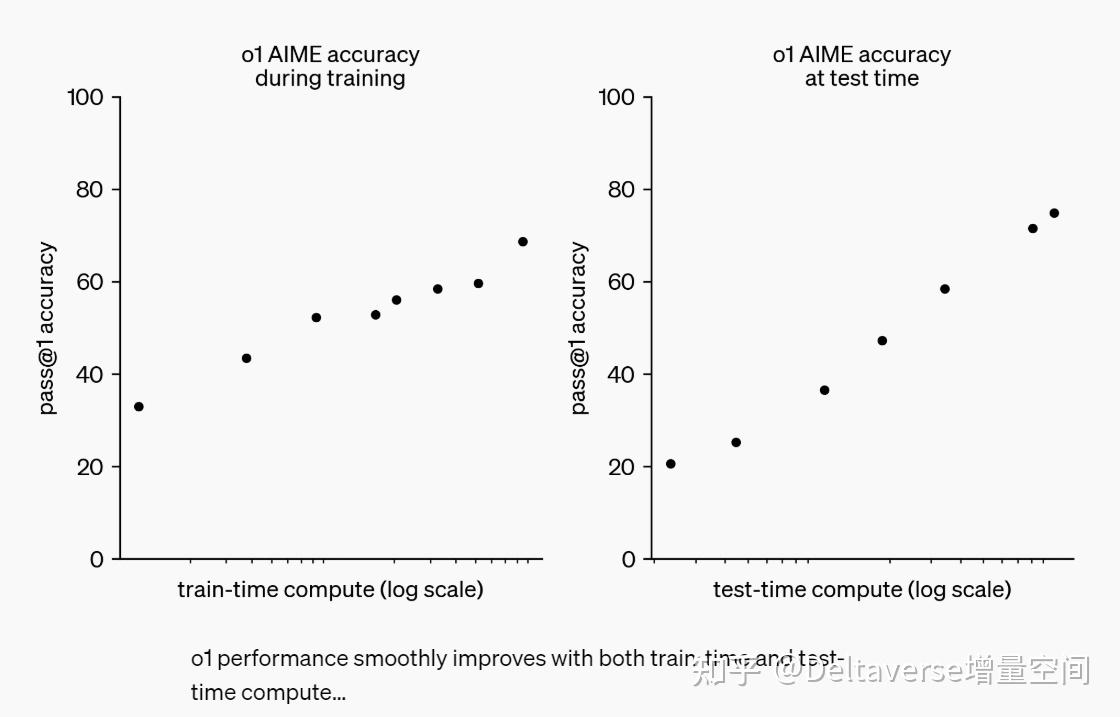 o1 AIME accuracy
during training
100
80
60
40
20
0
pass@1 accuracy
train-time compute (log scale)
o1 AIME accuracy
at test time
100
80
60
40
20
0
pass@1 accuracy
test-time compute (log scale)
o1 performance smoothly improves with both train-time and test-
time compute...
知乎 @Deltaverse增量空间